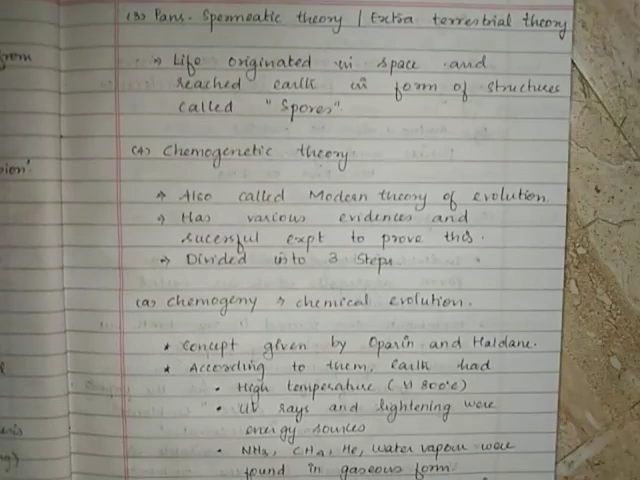 (3) Pans. Spermeatic theory | Extra terrestrial theory
from
→ Life originated in space and
reached earth in form of structures
called "Spores".
(4) Chemogenetic theory.
→ Also called Modern theory of evolution.
→ Has various evidences and
sucessful expt to prove this.
→ Divided into 3 Steps.
(a) Chemogeny → chemical evolution.
* concept given by Oparin and Haldane.
* According to them, Earth had
• High temperature ( 800°c)
• UV rays and lightening were
energy sources
• NH3, CH4, He, water vapour were
found in gaseous form.